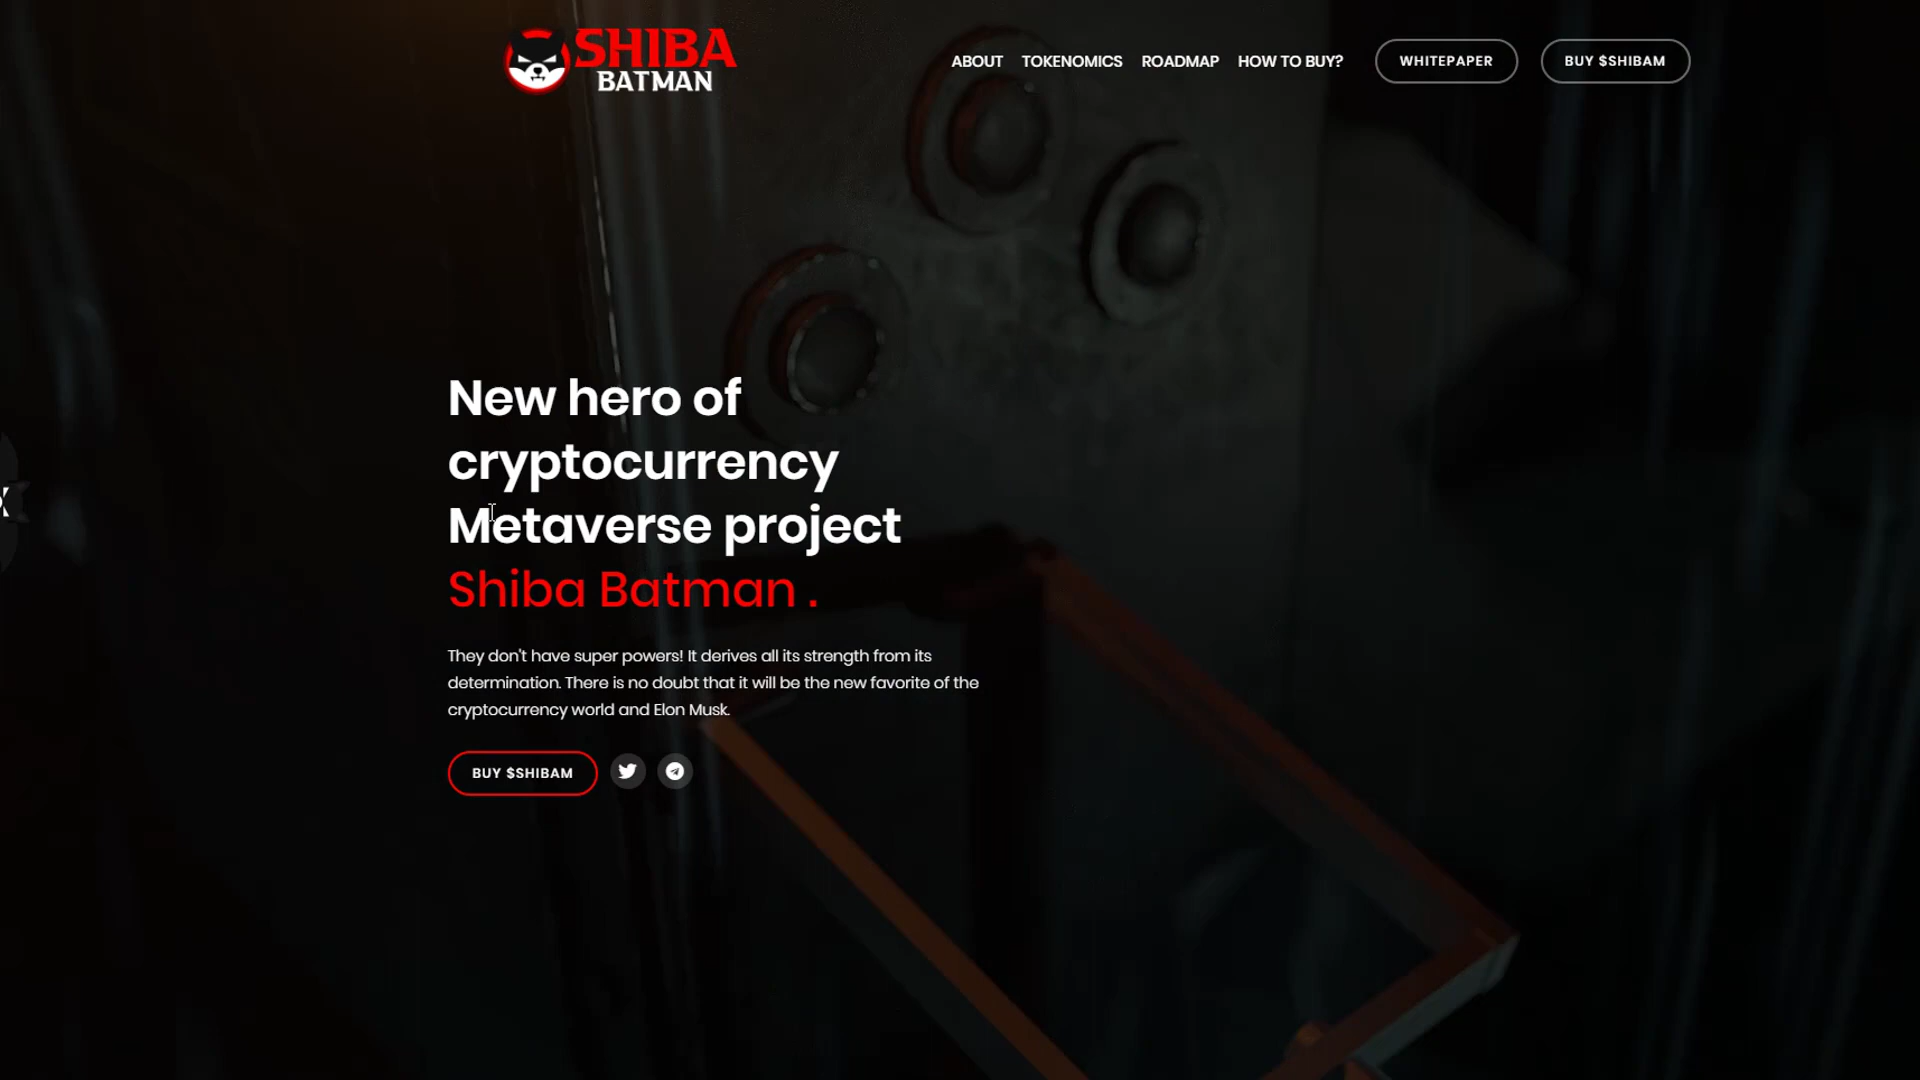 SHIBA
BATMAN
ABOUT TOKENOMICS ROADMAP HOW TO BUY? WHITEPAPER BUY $SHIBAM
New hero of
cryptocurrency
Metaverse project
Shiba Batman .
They don't have super powers! It derives all its strength from its
determination. There is no doubt that it will be the new favorite of the
cryptocurrency world and Elon Musk.
BUY $SHIBAM